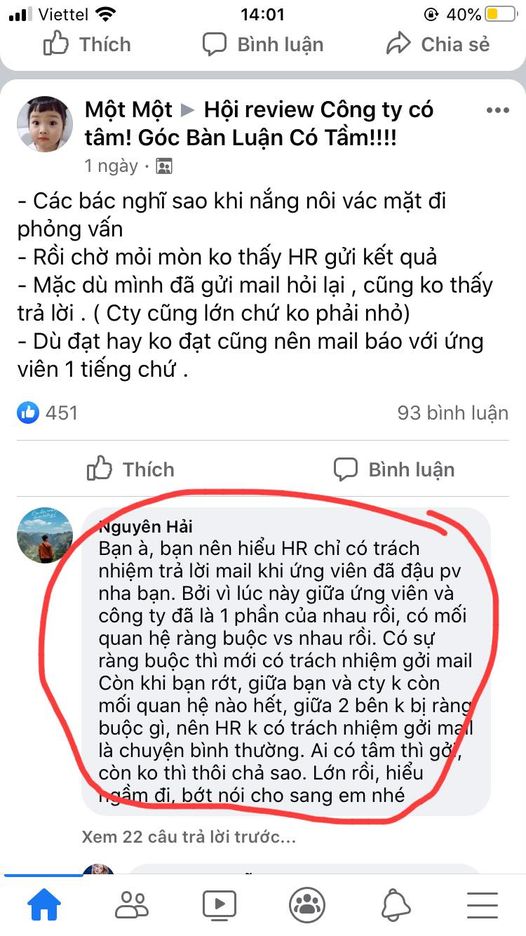 Viettel 14:01 40%
Thích Bình luận Chia sẻ
Một Một ▶ Hội review Công ty có
tâm! Góc Bàn Luận Có Tầm!!!!
1 ngày ·
- Các bác nghĩ sao khi nắng nôi vác mặt đi
phỏng vấn
- Rồi chờ mỏi mòn ko thấy HR gửi kết quả
- Mặc dù mình đã gửi mail hỏi lại , cũng ko thấy
trả lời . ( Cty cũng lớn chứ ko phải nhỏ)
- Dù đạt hay ko đạt cũng nên mail báo với ứng
viên 1 tiếng chứ .
451 93 bình luận
Thích Bình luận
Nguyên Hải
Bạn à, bạn nên hiểu HR chỉ có trách
nhiệm trả lời mail khi ứng viên đã đậu pv
nha bạn. Bởi vì lúc này giữa ứng viên và
công ty đã là 1 phần của nhau rồi, có mối
quan hệ ràng buộc vs nhau rồi. Có sự
ràng buộc thì mới có trách nhiệm gởi mail
Còn khi bạn rớt, giữa bạn và cty k còn
mối quan hệ nào hết, giữa 2 bên k bị ràng
buộc gì, nên HR k có trách nhiệm gởi mail
là chuyện bình thường. Ai có tâm thì gởi,
còn ko thì thôi chả sao. Lớn rồi, hiểu
ngầm đi, bớt nói cho sang em nhé
Xem 22 câu trả lời trước...